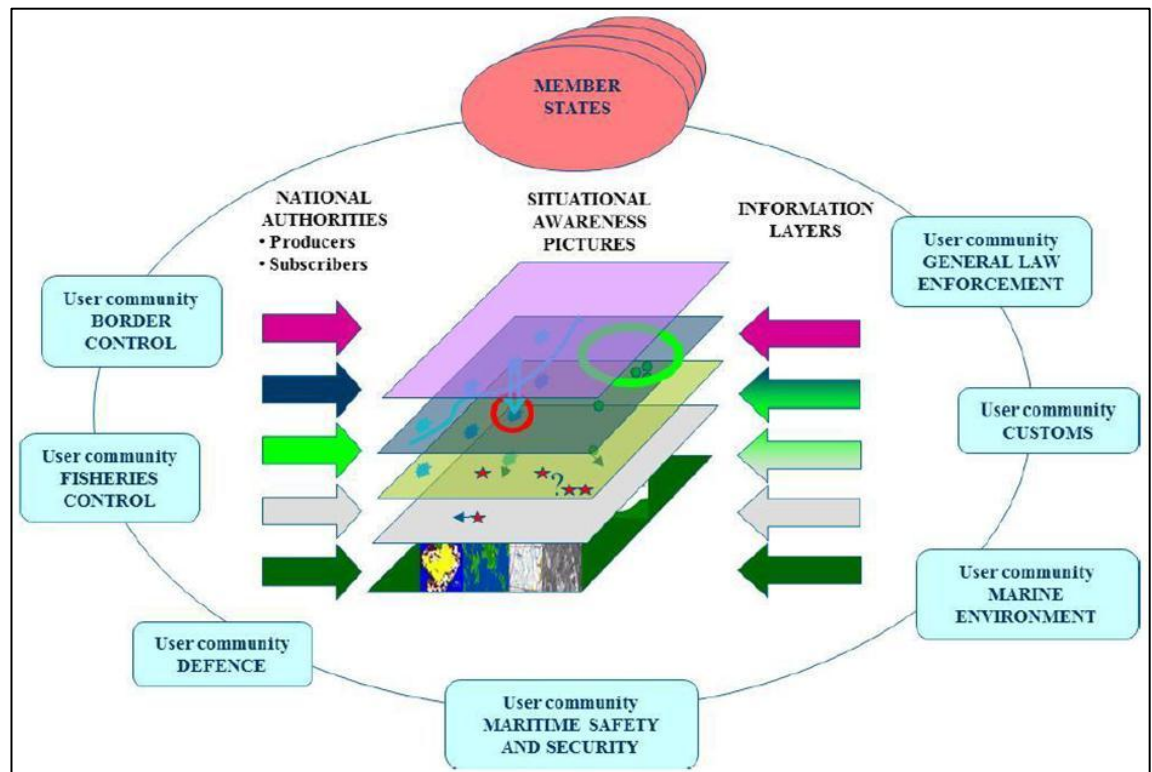 MEMBER
STATES
NATIONAL
AUTHORITIES
• Producers
• Subscribers
SITUATIONAL
AWARENESS
PICTURES
INFORMATION
LAYERS
User community
GENERAL LAW
ENFORCEMENT
User community
BORDER
CONTROL
User community
CUSTOMS
User community
FISHERIES
CONTROL
?
User community
MARINE
ENVIRONMENT
User community
DEFENCE
User community
MARITIME SAFETY
AND SECURITY